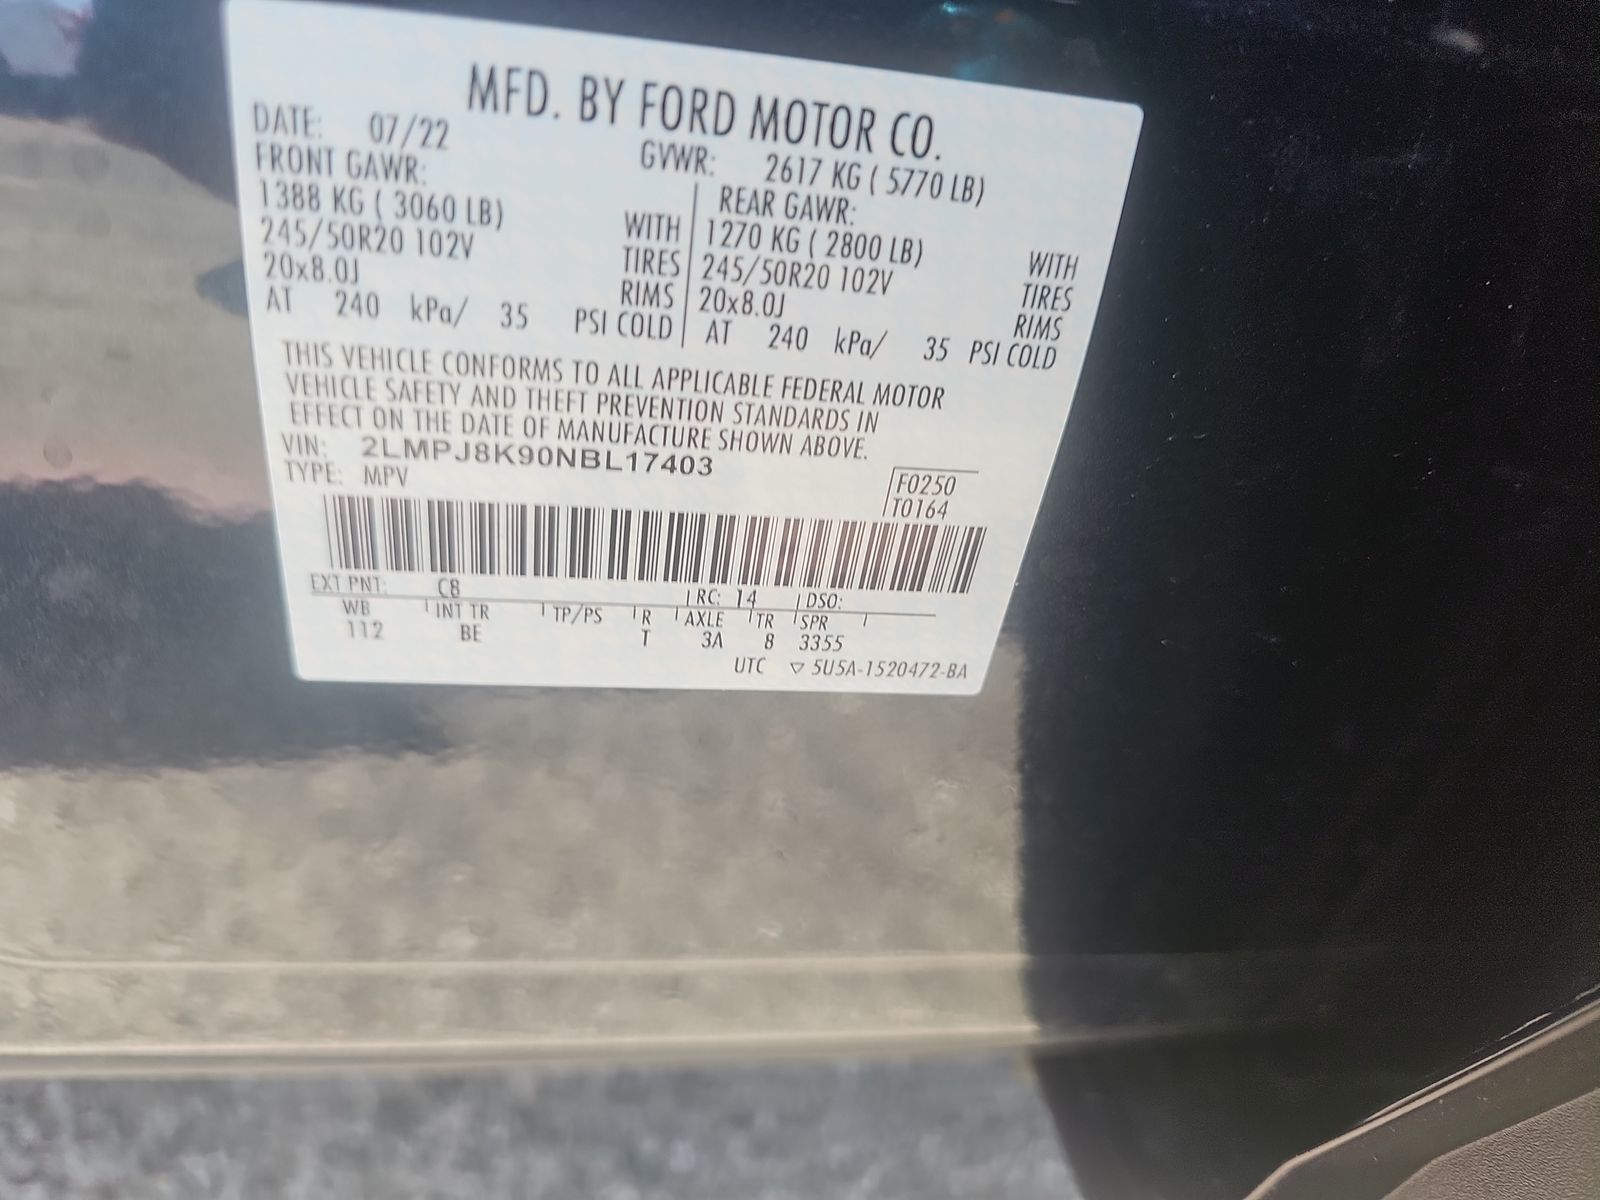 MFD. BY FORD MOTOR CO.
DATE: 07/22 GVWR: 2617 KG ( 5770 LB)
FRONT GAWR: REAR GAWR:
1388 KG ( 3060 LB) WITH 1270 KG ( 2800 LB) WITH
245/50R20 102V TIRES 245/50R20 102V TIRES
20x8.0J RIMS 20x8.0J RIMS
AT 240 kPa/ 35 PSI COLD AT 240 kPa/ 35 PSI COLD
THIS VEHICLE CONFORMS TO ALL APPLICABLE FEDERAL MOTOR
VEHICLE SAFETY AND THEFT PREVENTION STANDARDS IN
EFFECT ON THE DATE OF MANUFACTURE SHOWN ABOVE.
VIN: 2LMPJ8K90NBL17403
TYPE: MPV
F0250
T0164
EXT PNT: C8 RC: 14 DSO:
WB INT TR TP/PS R AXLE TR SPR
112 BE T 3A 8 3355
UTC ▽ 5U5A-1520472-BA